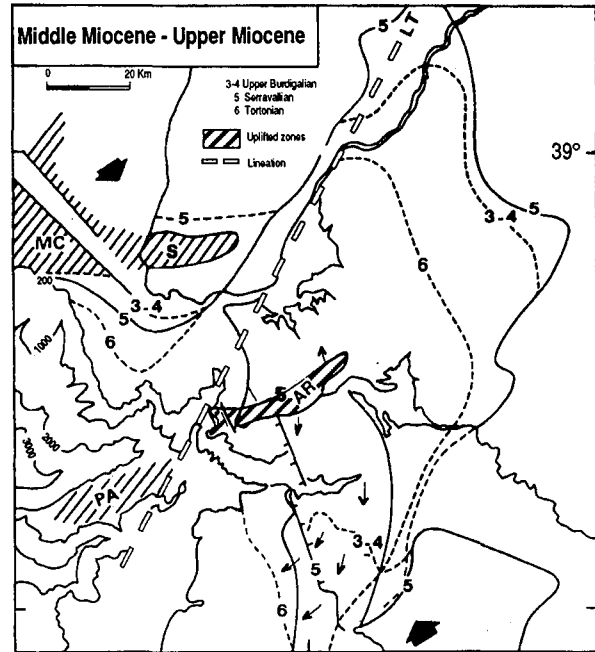 Middle Miocene - Upper Miocene
0 20 Km
3-4 Upper Burdigalian
5 Serravallian
6 Tortonian
Uplifted zones
Lineation
5
LT
39°
5
3-4
5
MC
S
200
3-4
5
6
6
1000
5
AR
2000
3000
PA
3-4
5
6
5